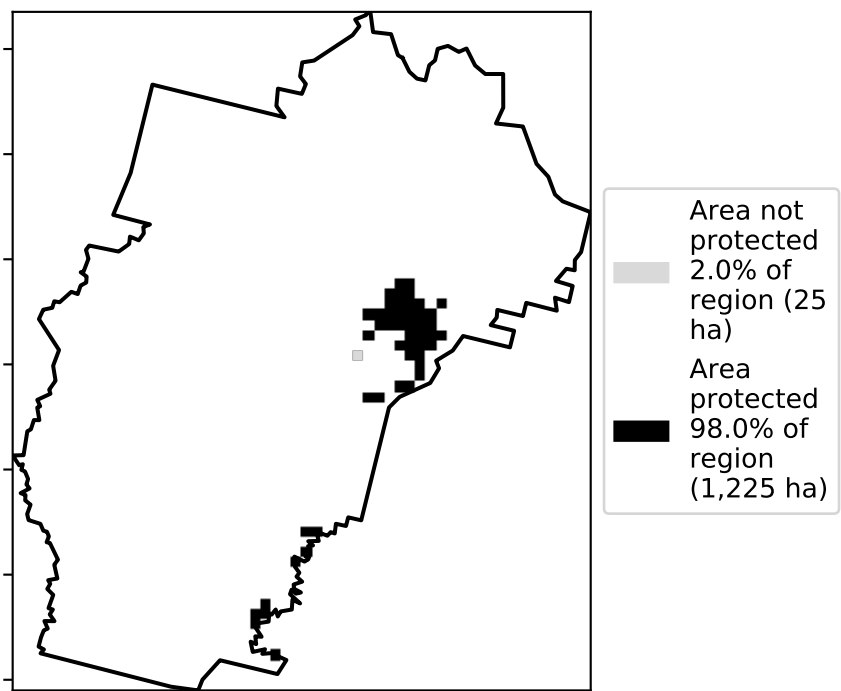 Area not
protected
2.0% of
region (25
ha)
Area
protected
98.0% of
region
(1,225 ha)